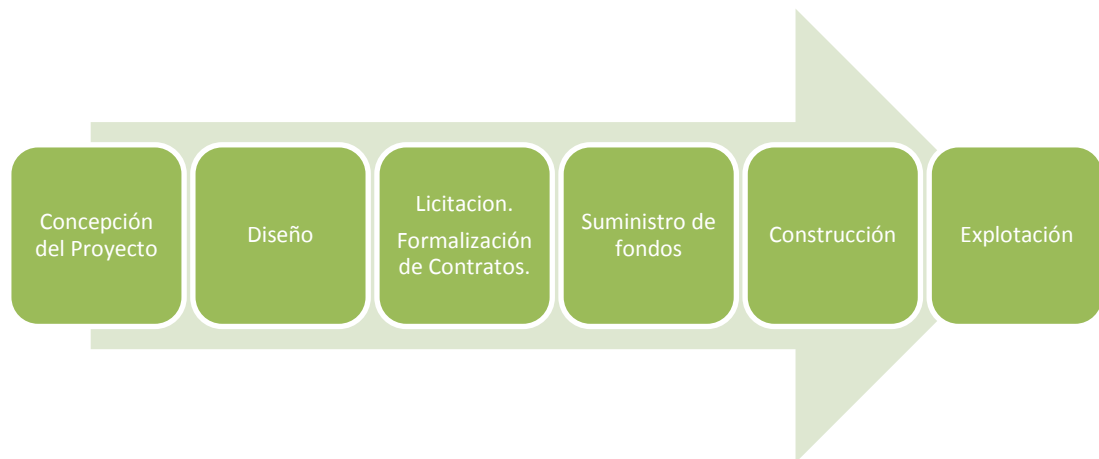 Concepción
del Proyecto
Diseño
Licitacion.
Formalización
de Contratos.
Suministro de
fondos
Construcción
Explotación